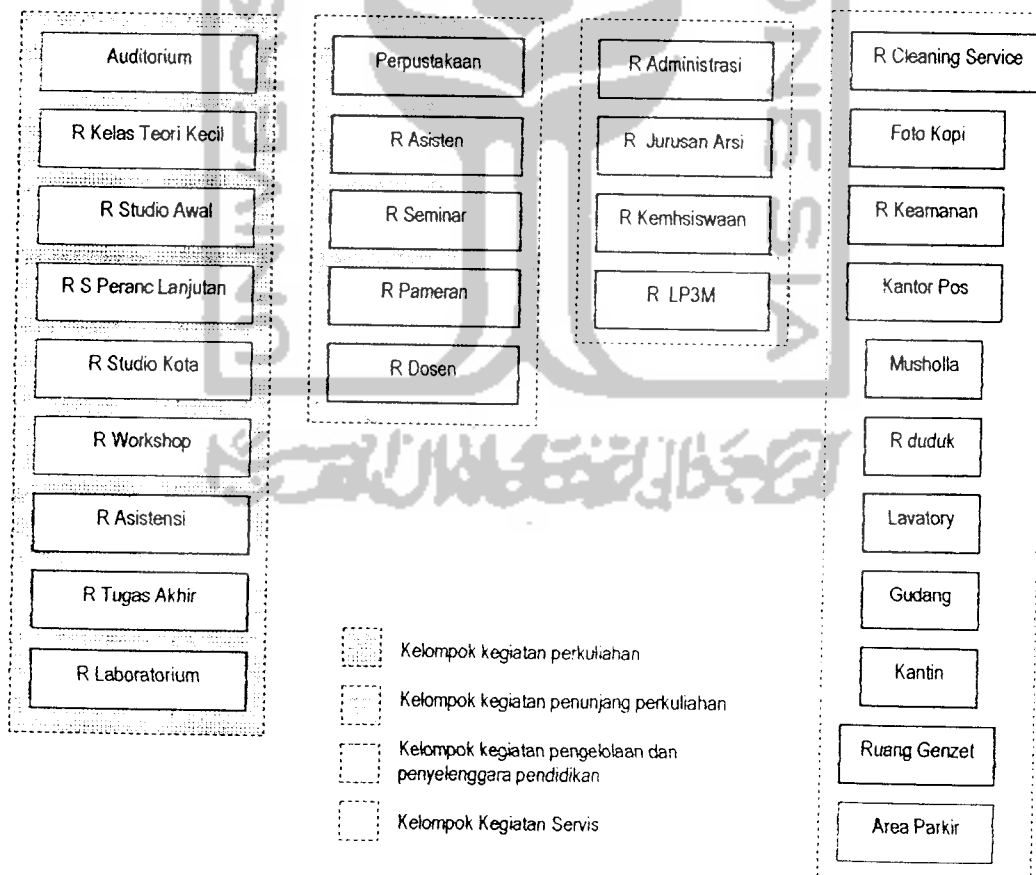 Auditorium
R Kelas Teori Kecil
R Studio Awal
R S Peranc Lanjutan
R Studio Kota
R Workshop
R Asistensi
R Tugas Akhir
R Laboratorium
Perpustakaan
R Asisten
R Seminar
R Pameran
R Dosen
R Administrasi
R Jurusan Arsi
R Kemhsiswaan
R LP3M
R Cleaning Service
Foto Kopi
R Keamanan
Kantor Pos
Musholla
R duduk
Lavatory
Gudang
Kantin
Ruang Genzet
Area Parkir
Kelompok kegiatan perkuliahan
Kelompok kegiatan penunjang perkuliahan
Kelompok kegiatan pengelolaan dan
penyelenggara pendidikan
Kelompok Kegiatan Servis